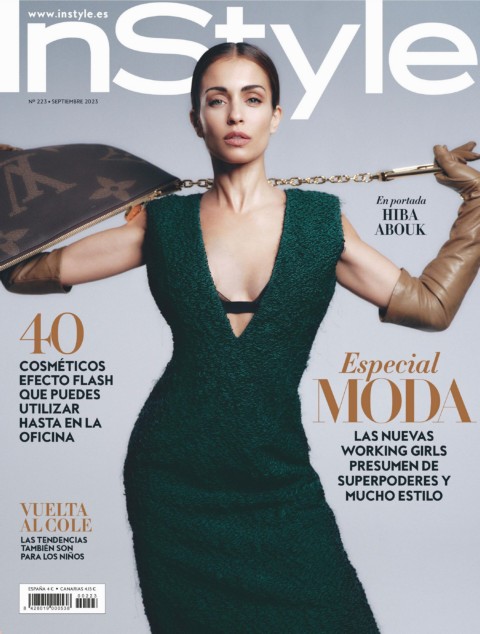 www.instyle.es
InStyle
Nº 223 • SEPTIEMBRE 2023
En portada
HIBA
ABOUK
40
COSMÉTICOS
EFECTO FLASH
QUE PUEDES
UTILIZAR
HASTA EN LA
OFICINA
Especial
MODA
LAS NUEVAS
WORKING GIRLS
PRESUMEN DE
SUPERPODERES Y
MUCHO ESTILO
VUELTA
AL COLE
LAS TENDENCIAS
TAMBIÉN SON
PARA LOS NIÑOS
ESPAÑA 4 € • CANARIAS 4,15 €
00223